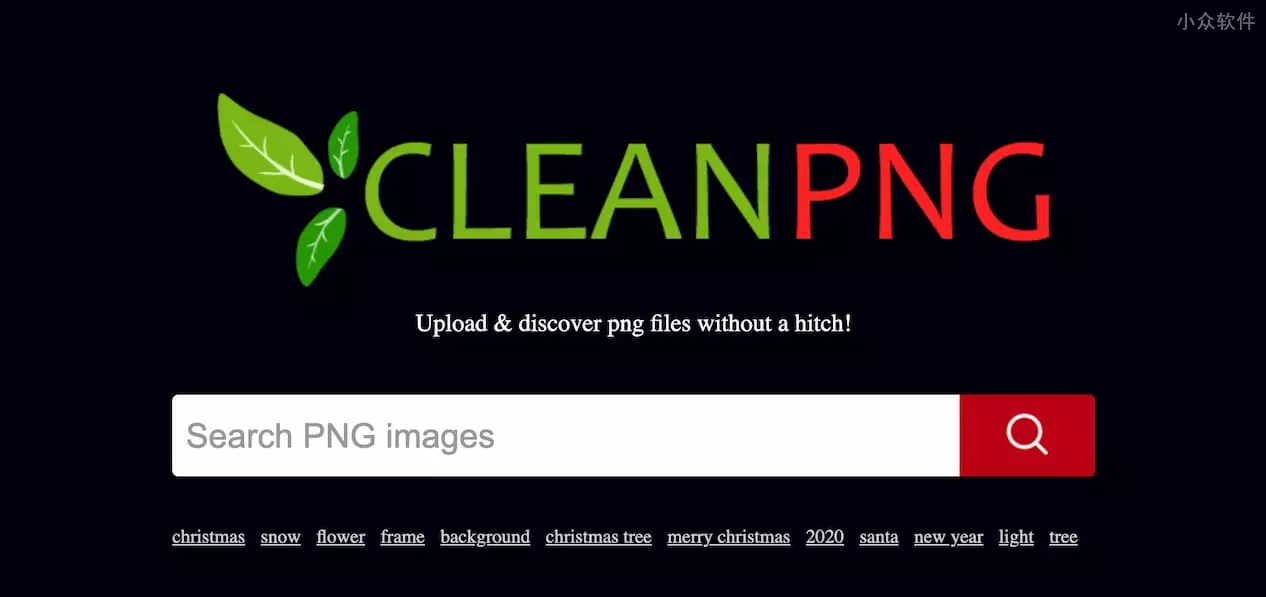 小众软件
CLEANPNG
Upload & discover png files without a hitch!
Search PNG images
christmas snow flower frame background christmas tree merry christmas 2020 santa new year light tree